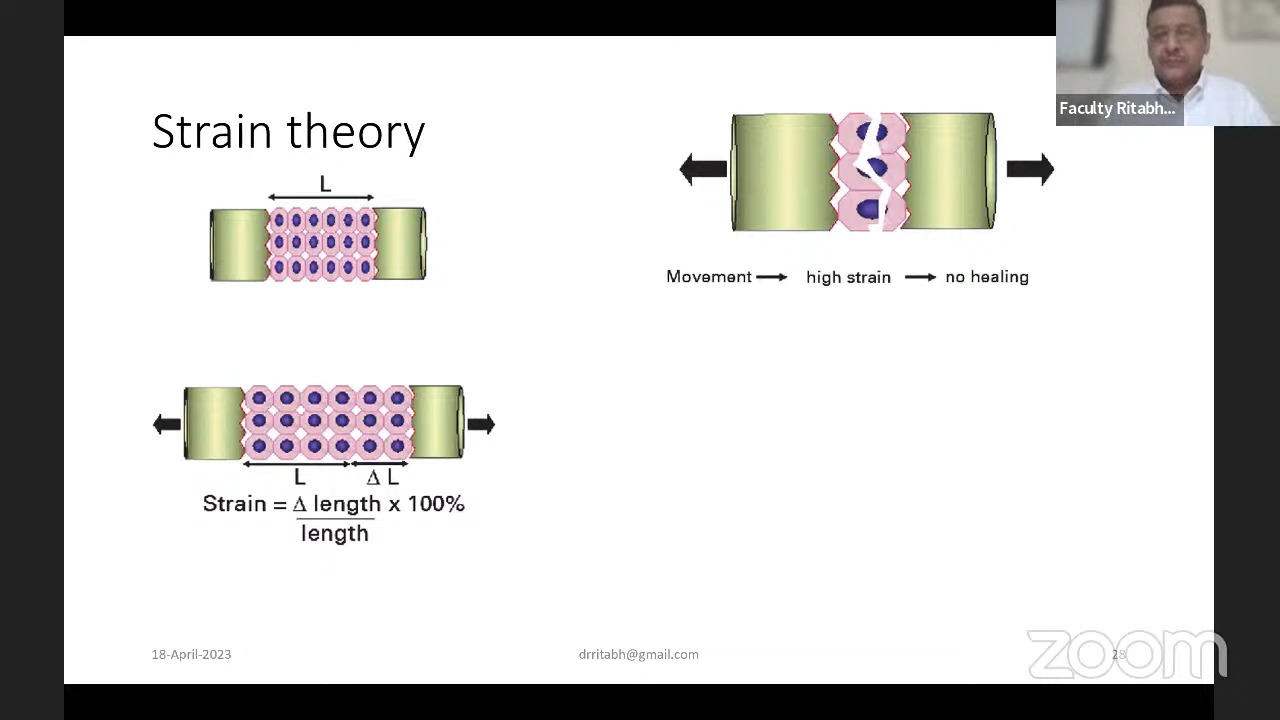 Strain theory
L
L Δ L
Strain = Δ length x 100%
length
Movement → high strain → no healing
Faculty Ritabh...
18-April-2023
drritabh@gmail.com
28
zoom